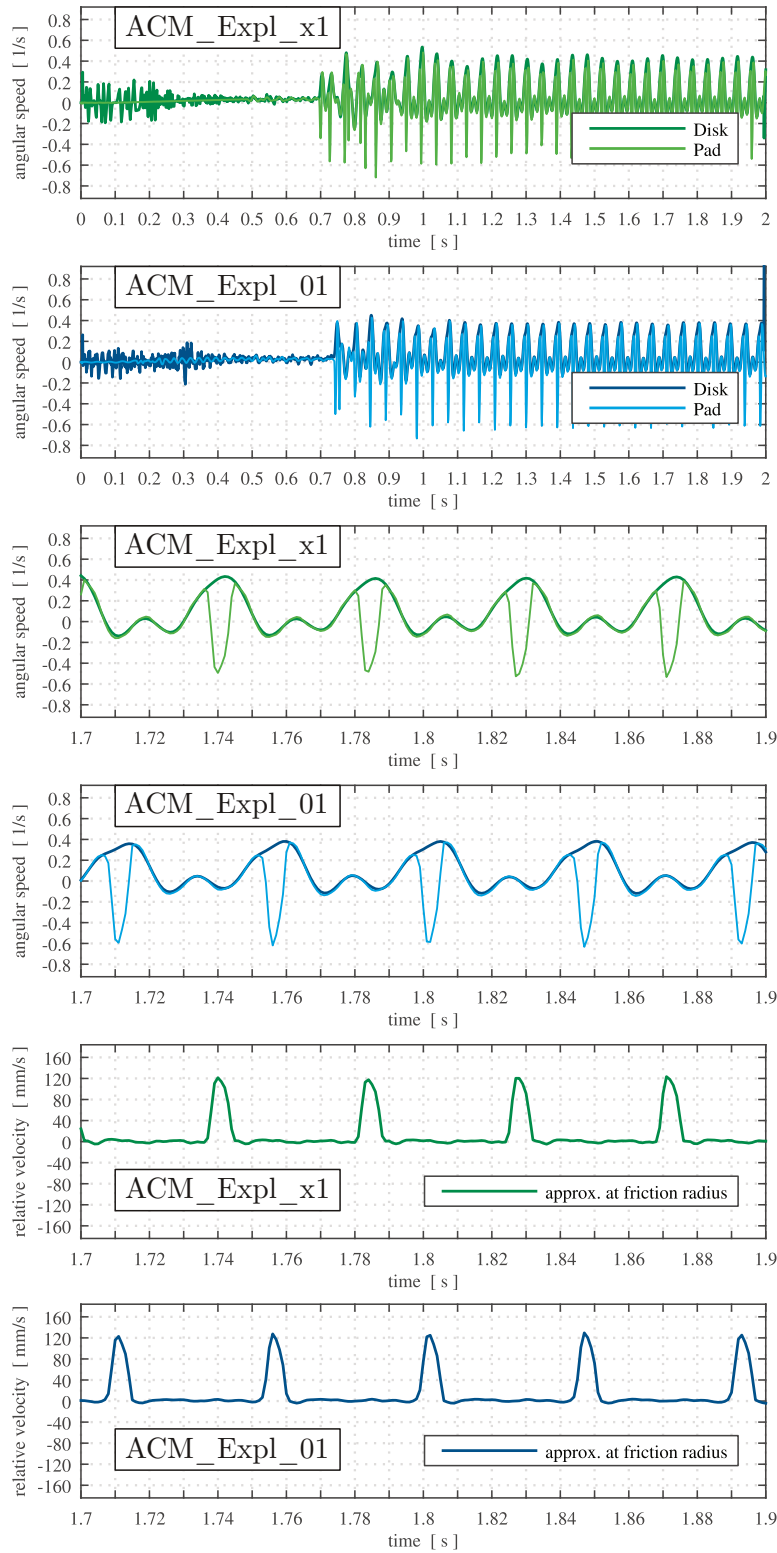 ACM_Expl_x1
angular speed [ 1/s ]
0.8
0.6
0.4
0.2
0
-0.2
-0.4
-0.6
-0.8
Disk
Pad
0 0.1 0.2 0.3 0.4 0.5 0.6 0.7 0.8 0.9 1 1.1 1.2 1.3 1.4 1.5 1.6 1.7 1.8 1.9 2
time [ s ]
ACM_Expl_01
angular speed [ 1/s ]
0.8
0.6
0.4
0.2
0
-0.2
-0.4
-0.6
-0.8
Disk
Pad
0 0.1 0.2 0.3 0.4 0.5 0.6 0.7 0.8 0.9 1 1.1 1.2 1.3 1.4 1.5 1.6 1.7 1.8 1.9 2
time [ s ]
ACM_Expl_x1
angular speed [ 1/s ]
0.8
0.6
0.4
0.2
0
-0.2
-0.4
-0.6
-0.8
1.7 1.72 1.74 1.76 1.78 1.8 1.82 1.84 1.86 1.88 1.9
time [ s ]
ACM_Expl_01
angular speed [ 1/s ]
0.8
0.6
0.4
0.2
0
-0.2
-0.4
-0.6
-0.8
1.7 1.72 1.74 1.76 1.78 1.8 1.82 1.84 1.86 1.88 1.9
time [ s ]
relative velocity [ mm/s ]
160
120
80
40
0
-40
-80
-120
-160
ACM_Expl_x1
approx. at friction radius
1.7 1.72 1.74 1.76 1.78 1.8 1.82 1.84 1.86 1.88 1.9
time [ s ]
relative velocity [ mm/s ]
160
120
80
40
0
-40
-80
-120
-160
ACM_Expl_01
approx. at friction radius
1.7 1.72 1.74 1.76 1.78 1.8 1.82 1.84 1.86 1.88 1.9
time [ s ]